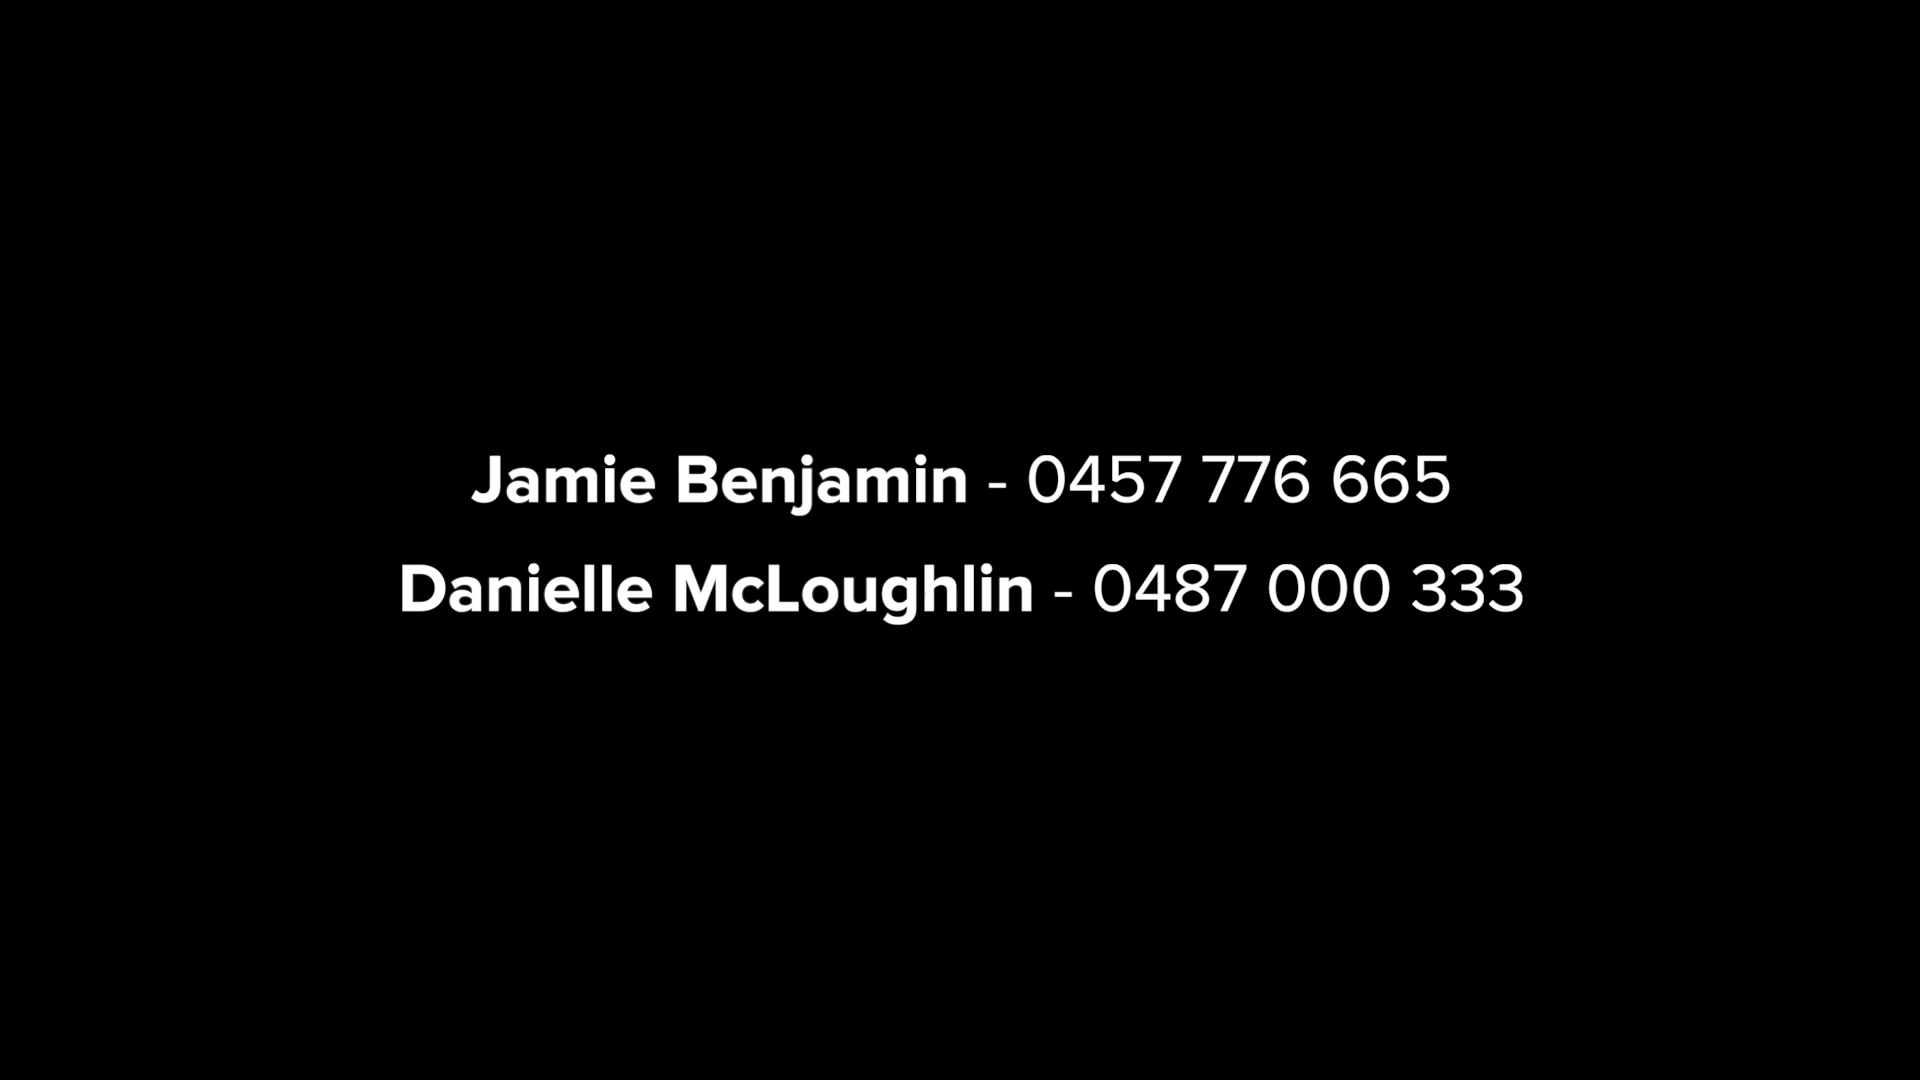 Jamie Benjamin - 0457 776 665
Danielle McLoughlin - 0487 000 333